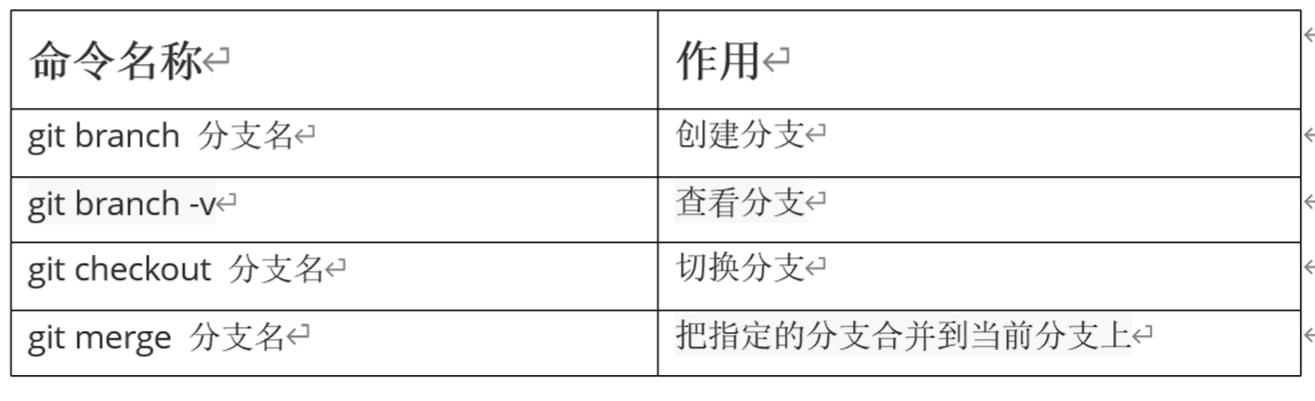 命令名称 作用
git branch 分支名 创建分支
git branch -v 查看分支
git checkout 分支名 切换分支
git merge 分支名 把指定的分支合并到当前分支上